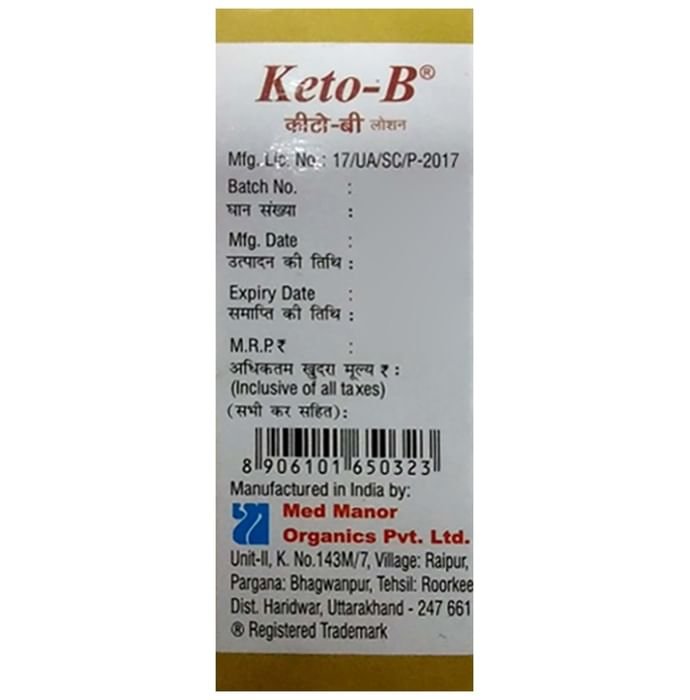 Keto-B®
कीटो-बी लोशन
Mfg. Lic. No.: 17/UA/SC/P-2017
Batch No. :
घान संख्या :
Mfg. Date :
उत्पादन की तिथि :
Expiry Date :
समाप्ति की तिथि :
M.R.P. ₹ :
अधिकतम खुदरा मूल्य ₹ :
(Inclusive of all taxes)
(सभी कर सहित) :
8 906101 650323
Manufactured in India by:
Med Manor
Organics Pvt. Ltd.
Unit-II, K. No.143M/7, Village: Raipur,
Pargana: Bhagwanpur, Tehsil: Roorkee
Dist. Haridwar, Uttarakhand - 247 661
® Registered Trademark